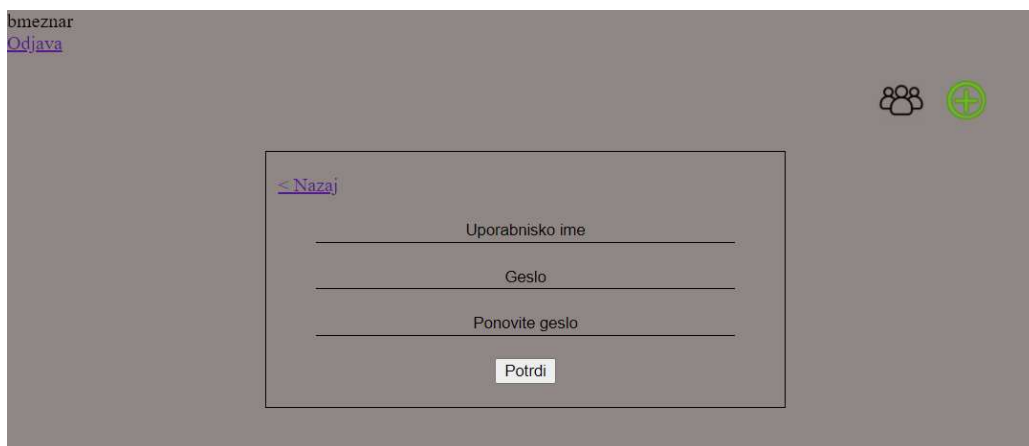 bmeznar
Odjava
< Nazaj
Uporabnisko ime
Geslo
Ponovite geslo
Potrdi